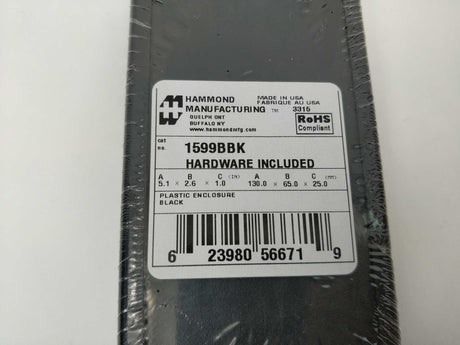 HAMMOND
MANUFACTURING ™
GUELPH ONT
BUFFALO NY
www.hammondmfg.com
MADE IN USA
FABRIQUE AU USA
3315
RoHS
Compliant
CAT
NO.
1599BBK
HARDWARE INCLUDED
A B C (IN) A B C (MM)
5.1 x 2.6 x 1.0 130.0 x 65.0 x 25.0
PLASTIC ENCLOSURE
BLACK
6 23980 56671 9